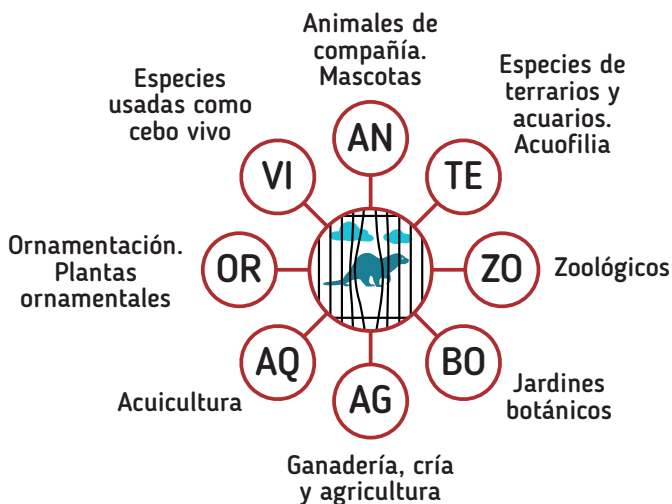 Animales de
compañía.
Mascotas
AN
Especies de
terrarios y
acuarios.
Acuofilia
TE
ZO
Zoológicos
BO
Jardines
botánicos
AG
Ganadería, cría
y agricultura
AQ
Acuicultura
OR
Ornamentación.
Plantas
ornamentales
VI
Especies
usadas como
cebo vivo